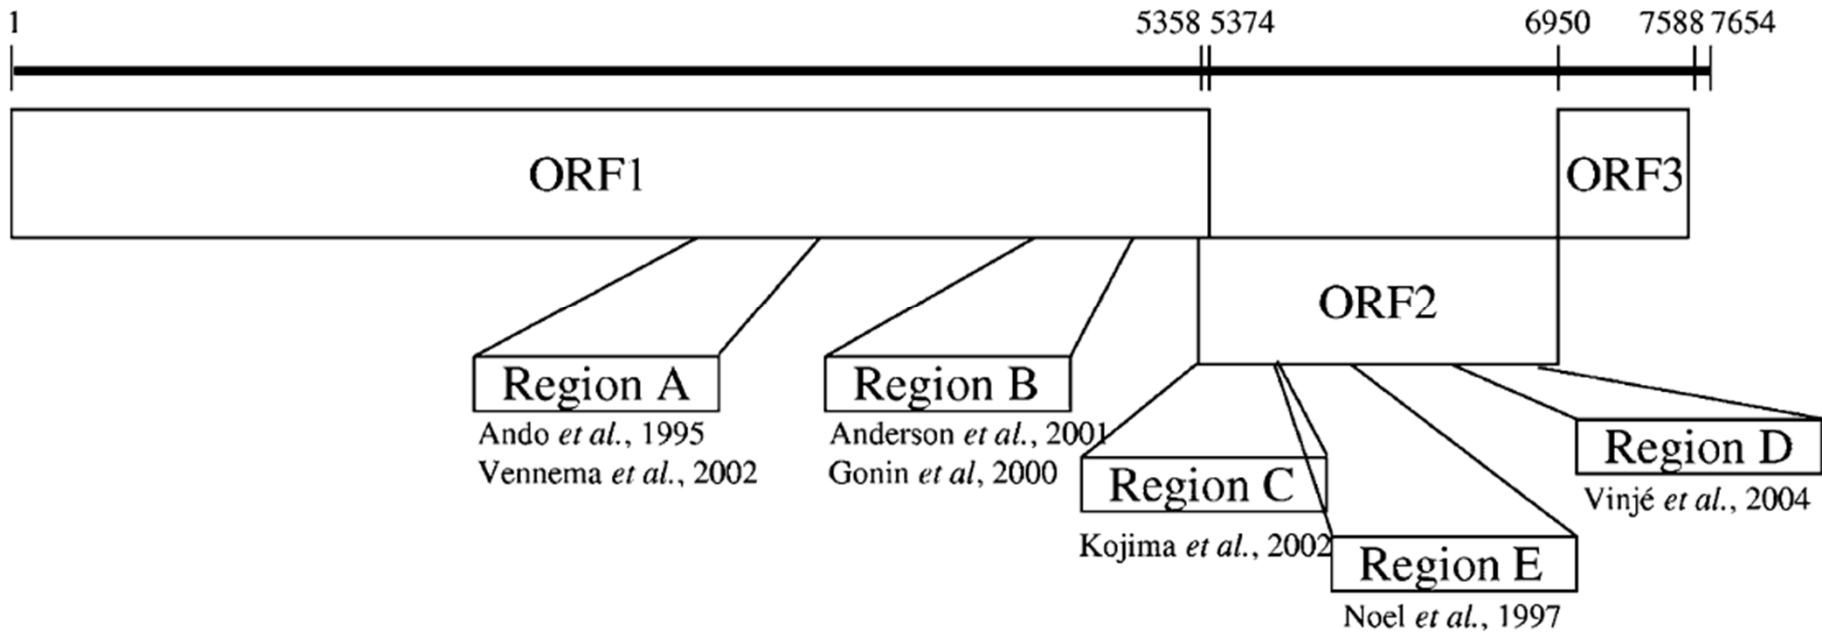 1 5358 5374 6950 7588 7654
ORF1 ORF3
ORF2
Region A Region B
Ando et al., 1995 Anderson et al., 2001
Region D
Vennema et al., 2002 Gonin et al, 2000
Region C
Vinjé et al., 2004
Kojima et al., 2002
Region E
Noel et al., 1997